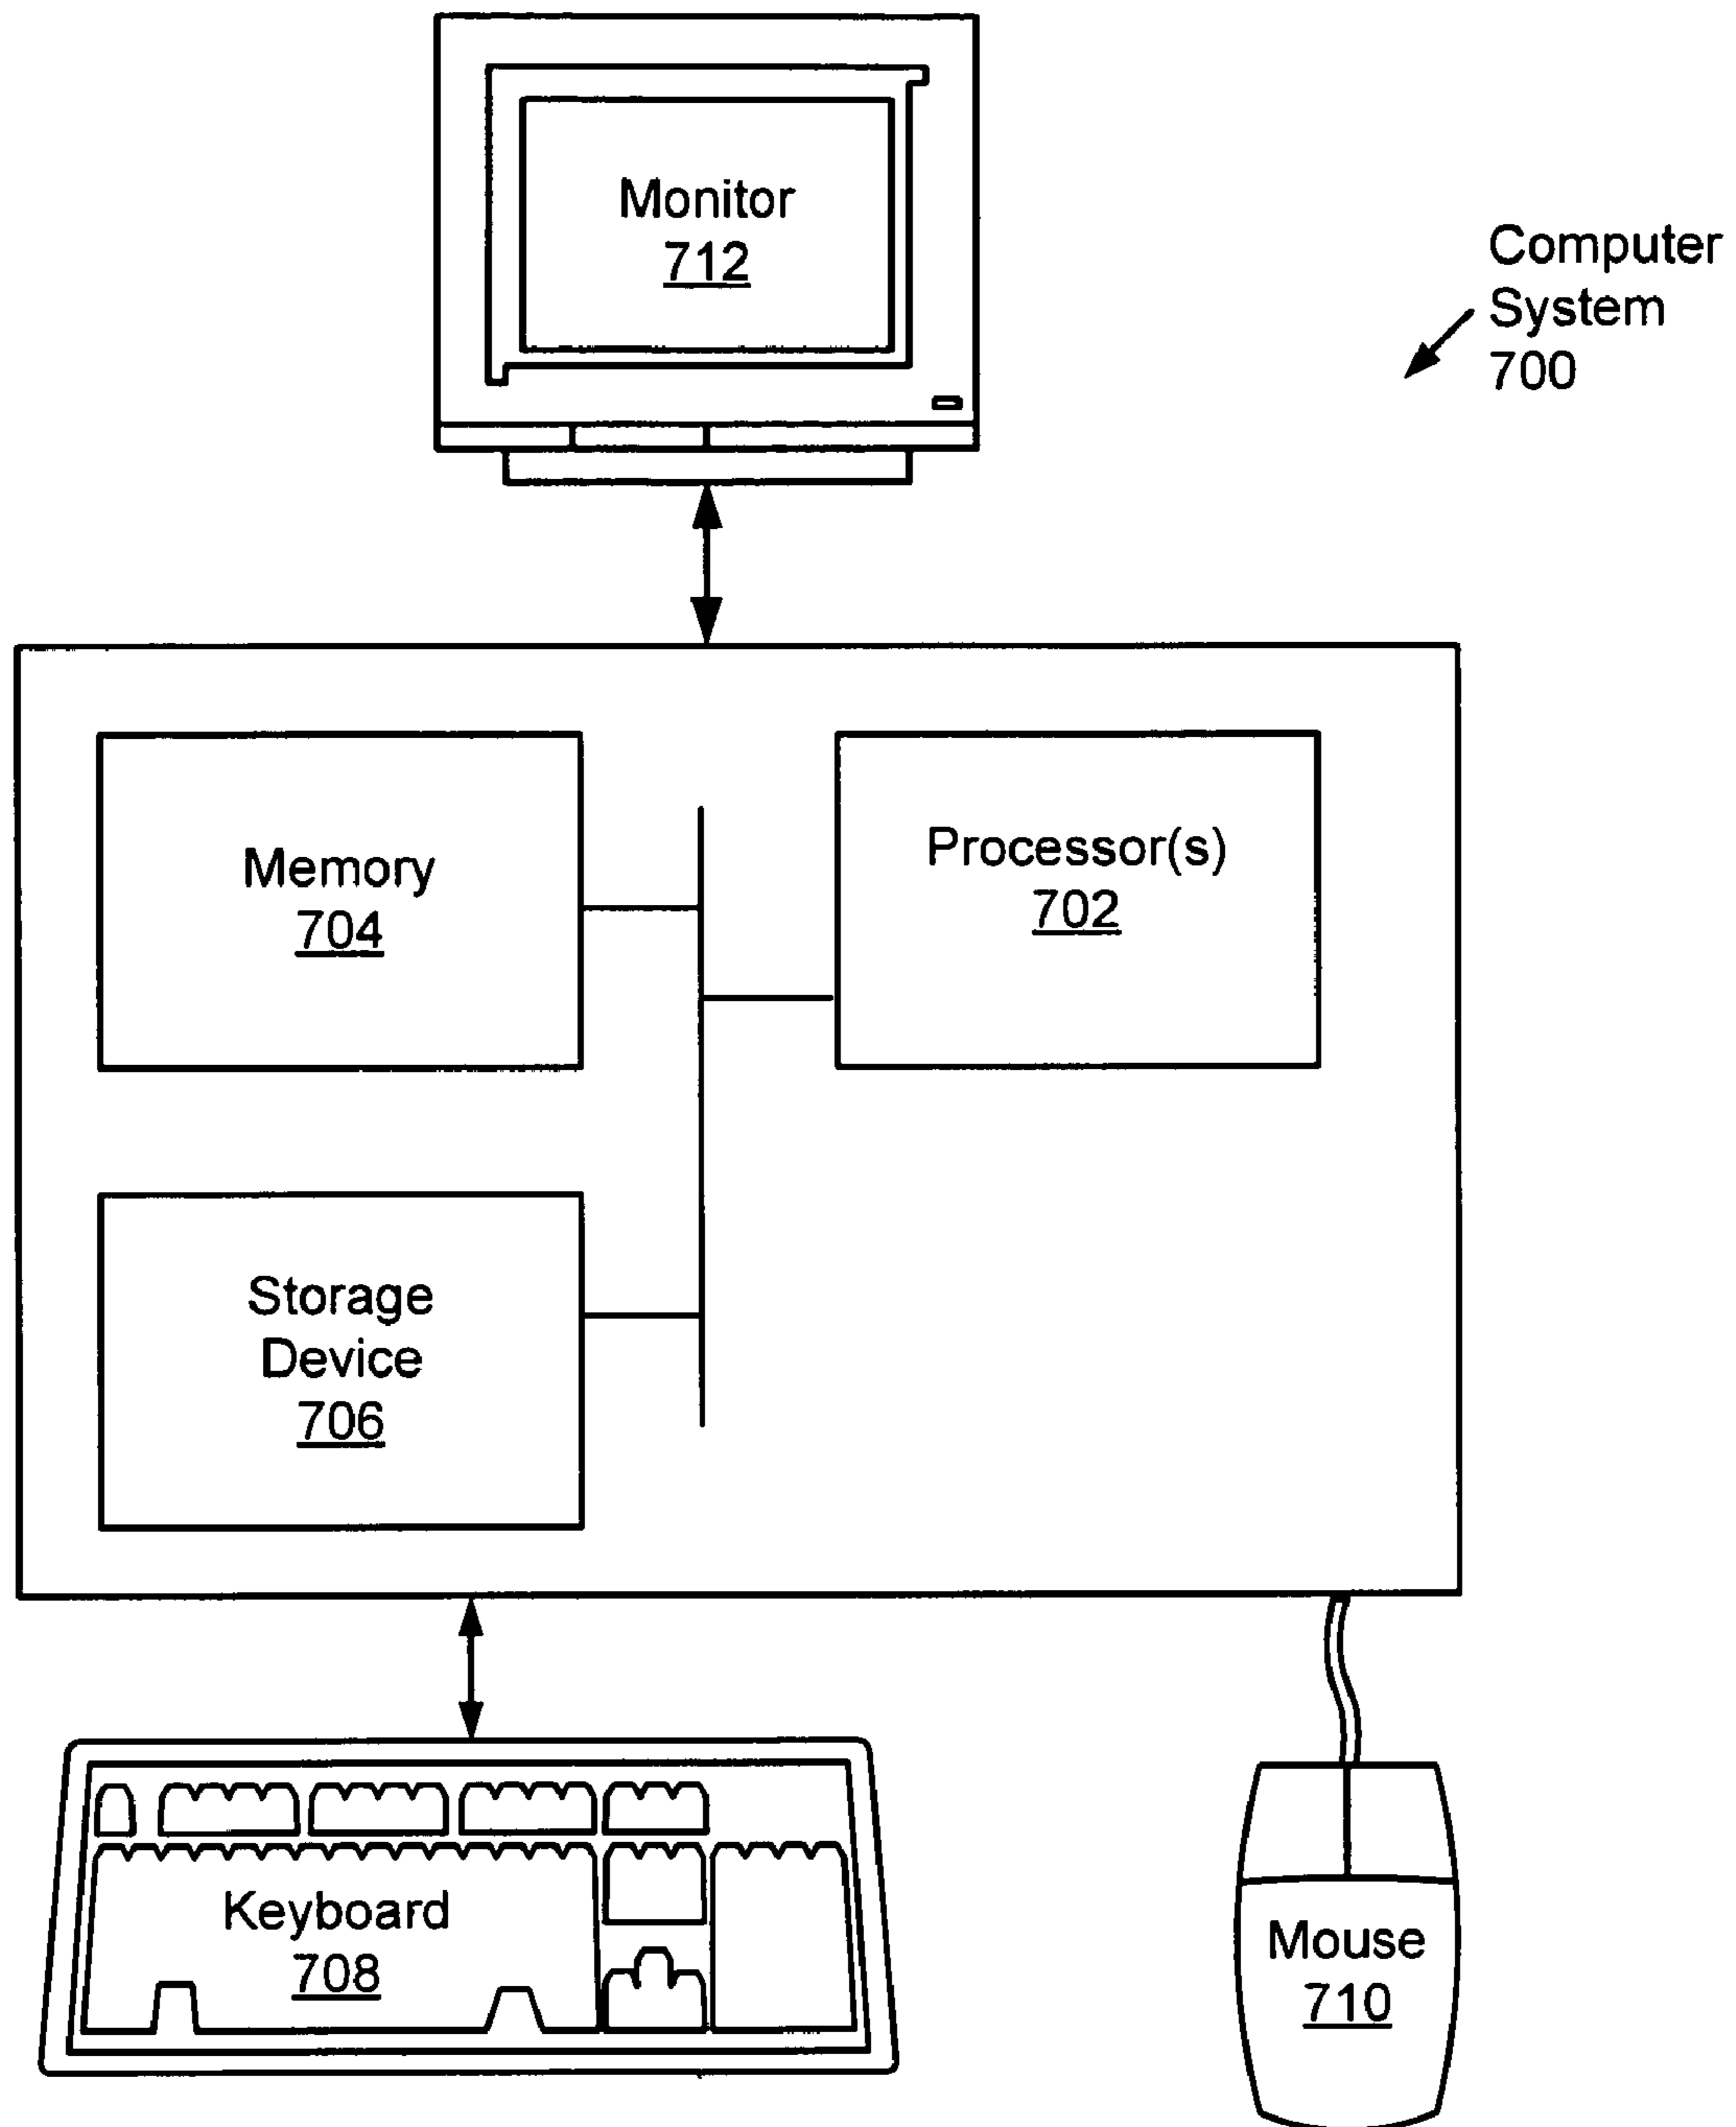 Monitor
712
Computer
System
700
Memory
704
Processor(s)
702
Storage
Device
706
Keyboard
708
Mouse
710